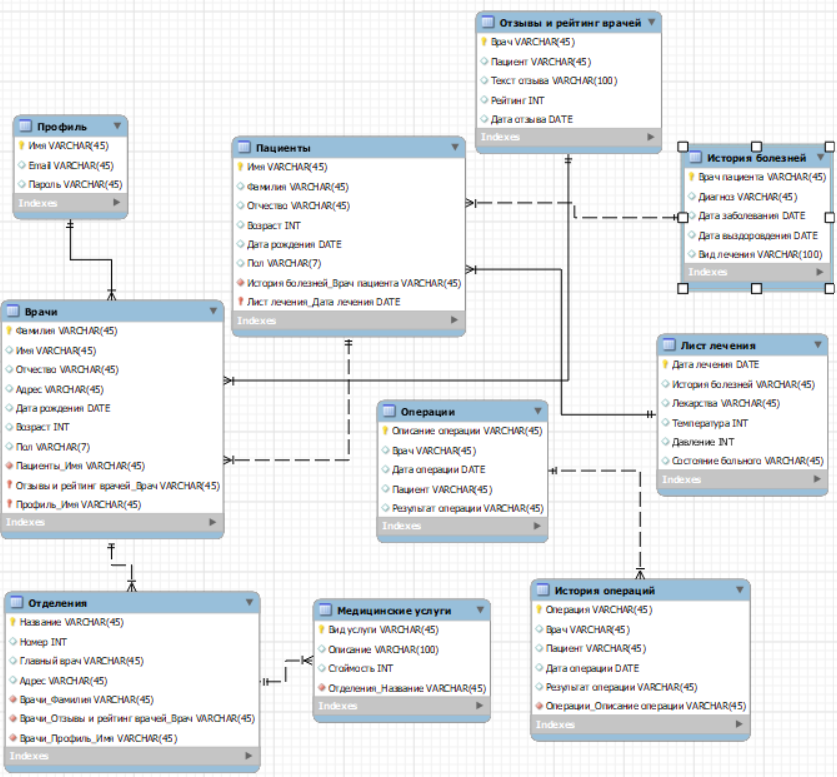 Отзывы и рейтинг врачей
Врач VARCHAR(45)
Пациент VARCHAR(45)
Текст отзыва VARCHAR(100)
Рейтинг INT
Дата отзыва DATE
Indexes
Профиль
Имя VARCHAR(45)
Email VARCHAR(45)
Пароль VARCHAR(45)
Indexes
Пациенты
Имя VARCHAR(45)
Фамилия VARCHAR(45)
Отчество VARCHAR(45)
Возраст INT
Дата рождения DATE
Пол VARCHAR(7)
История болезней_Врач пациента VARCHAR(45)
Лист лечения_Дата лечения DATE
Indexes
История болезней
Врач пациента VARCHAR(45)
Диагноз VARCHAR(45)
Дата заболевания DATE
Дата выздоровдения DATE
Вид лечения VARCHAR(100)
Indexes
Врачи
Фамилия VARCHAR(45)
Имя VARCHAR(45)
Отчество VARCHAR(45)
Адрес VARCHAR(45)
Дата рождения DATE
Возраст INT
Пол VARCHAR(7)
Пациенты_Имя VARCHAR(45)
Отзывы и рейтинг врачей_Врач VARCHAR(45)
Профиль_Имя VARCHAR(45)
Indexes
Лист лечения
Дата лечения DATE
История болезней VARCHAR(45)
Лекарства VARCHAR(45)
Температура INT
Давление INT
Состояние больного VARCHAR(45)
Indexes
Операции
Описание операции VARCHAR(45)
Врач VARCHAR(45)
Дата операции DATE
Пациент VARCHAR(45)
Результат операции VARCHAR(45)
Indexes
Отделения
Название VARCHAR(45)
Номер INT
Главный врач VARCHAR(45)
Адрес VARCHAR(45)
Врачи_Фамилия VARCHAR(45)
Врачи_Отзывы и рейтинг врачей_Врач VARCHAR(45)
Врачи_Профиль_Имя VARCHAR(45)
Indexes
Медицинские услуги
Вид услуги VARCHAR(45)
Описание VARCHAR(100)
Стоймость INT
Отделения_Название VARCHAR(45)
Indexes
История операций
Операция VARCHAR(45)
Врач VARCHAR(45)
Пациент VARCHAR(45)
Дата операции DATE
Результат операции VARCHAR(45)
Операции_Описание операции VARCHAR(45)
Indexes